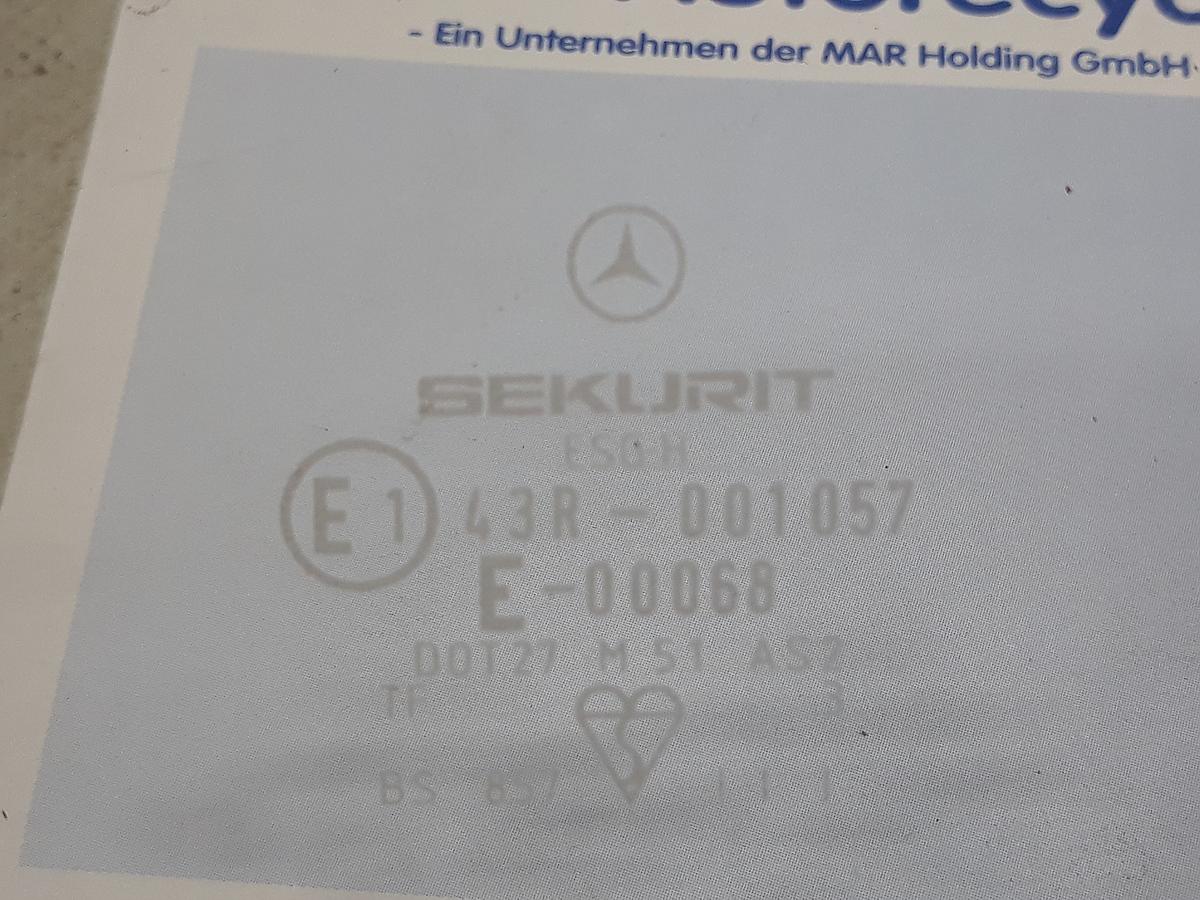 - Ein Unternehmen der MAR Holding GmbH -
SEKURIT
ESG-H
E 1 43R - 001057
E-00068
DOT27 M 51 AS2
TF 3
BS 857 I I I